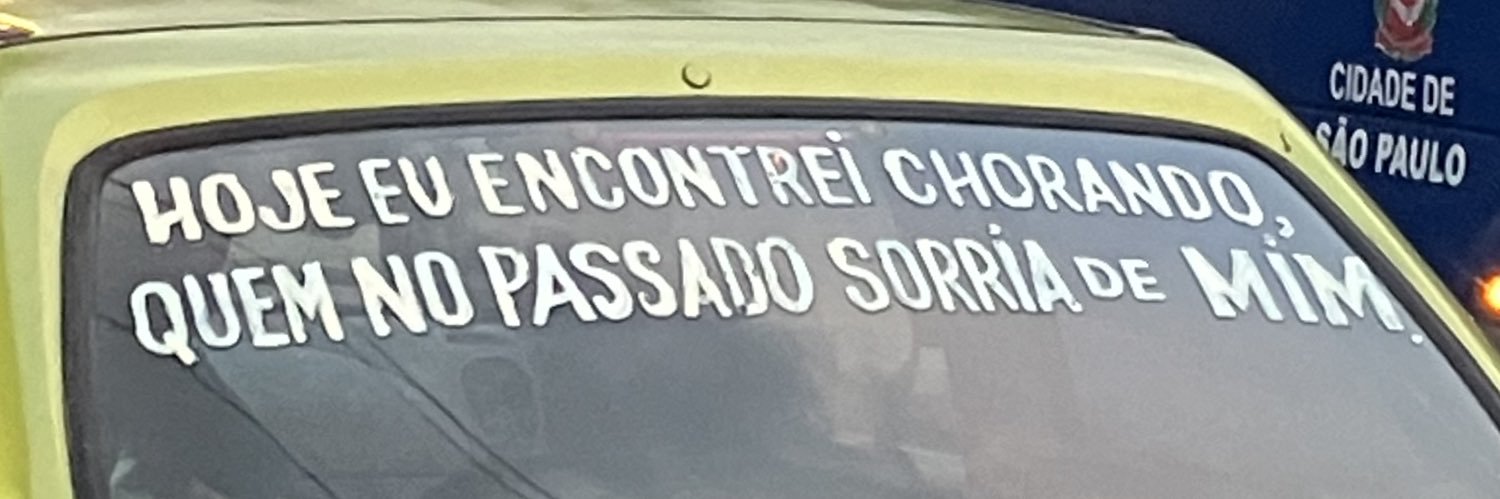 HOJE EU ENCONTREI CHORANDO,
QUEM NO PASSADO SORRIA DE MIM.
CIDADE DE
SÃO PAULO